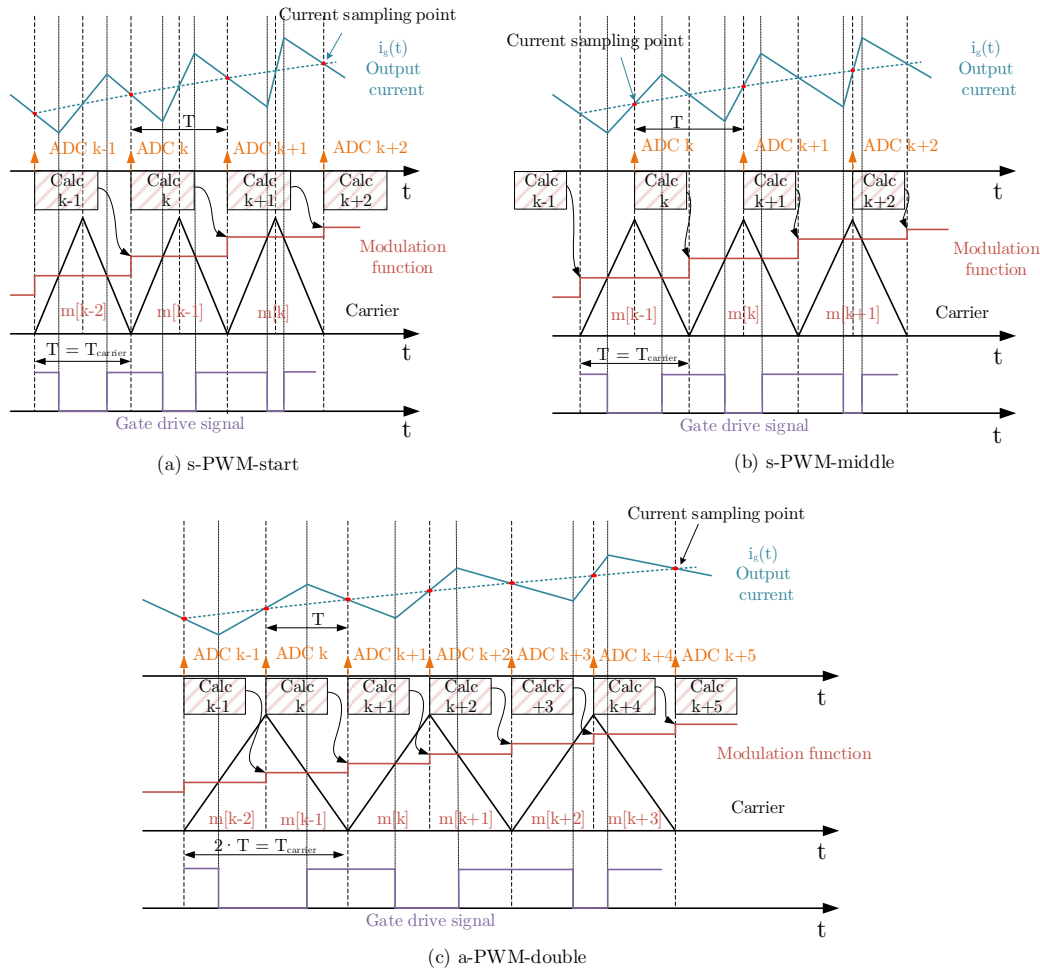 Current sampling point
i_g(t)
Output
current
T
ADC k-1 ADC k ADC k+1 ADC k+2
t
Calc
k-1
Calc
k
Calc
k+1
Calc
k+2
Modulation
function
m[k-2] m[k-1] m[k]
Carrier
t
T = T_carrier
Gate drive signal
t
(a) s-PWM-start
Current sampling point
i_g(t)
Output
current
T
ADC k ADC k+1 ADC k+2
t
Calc
k-1
Calc
k
Calc
k+1
Calc
k+2
Modulation
function
m[k-1] m[k] m[k+1]
Carrier
t
T = T_carrier
Gate drive signal
t
(b) s-PWM-middle
Current sampling point
i_g(t)
Output
current
T
ADC k-1 ADC k ADC k+1 ADC k+2 ADC k+3 ADC k+4 ADC k+5
t
Calc
k-1
Calc
k
Calc
k+1
Calc
k+2
Calck
+3
Calc
k+4
Calc
k+5
Modulation function
m[k-2] m[k-1] m[k] m[k+1] m[k+2] m[k+3]
Carrier
t
2 · T = T_carrier
Gate drive signal
t
(c) a-PWM-double